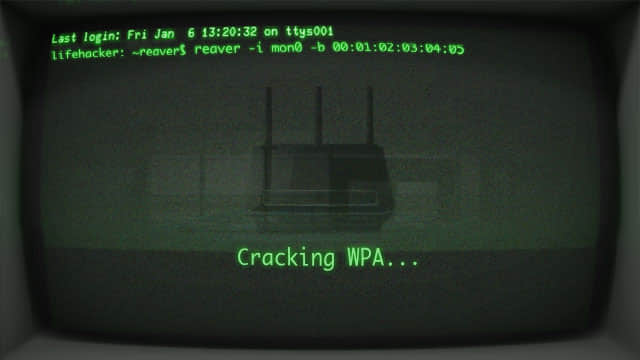 Last login: Fri Jan  6 13:20:32 on ttys001
lifehacker: ~reaver$ reaver -i mon0 -b 00:01:02:03:04:05
Cracking WPA...